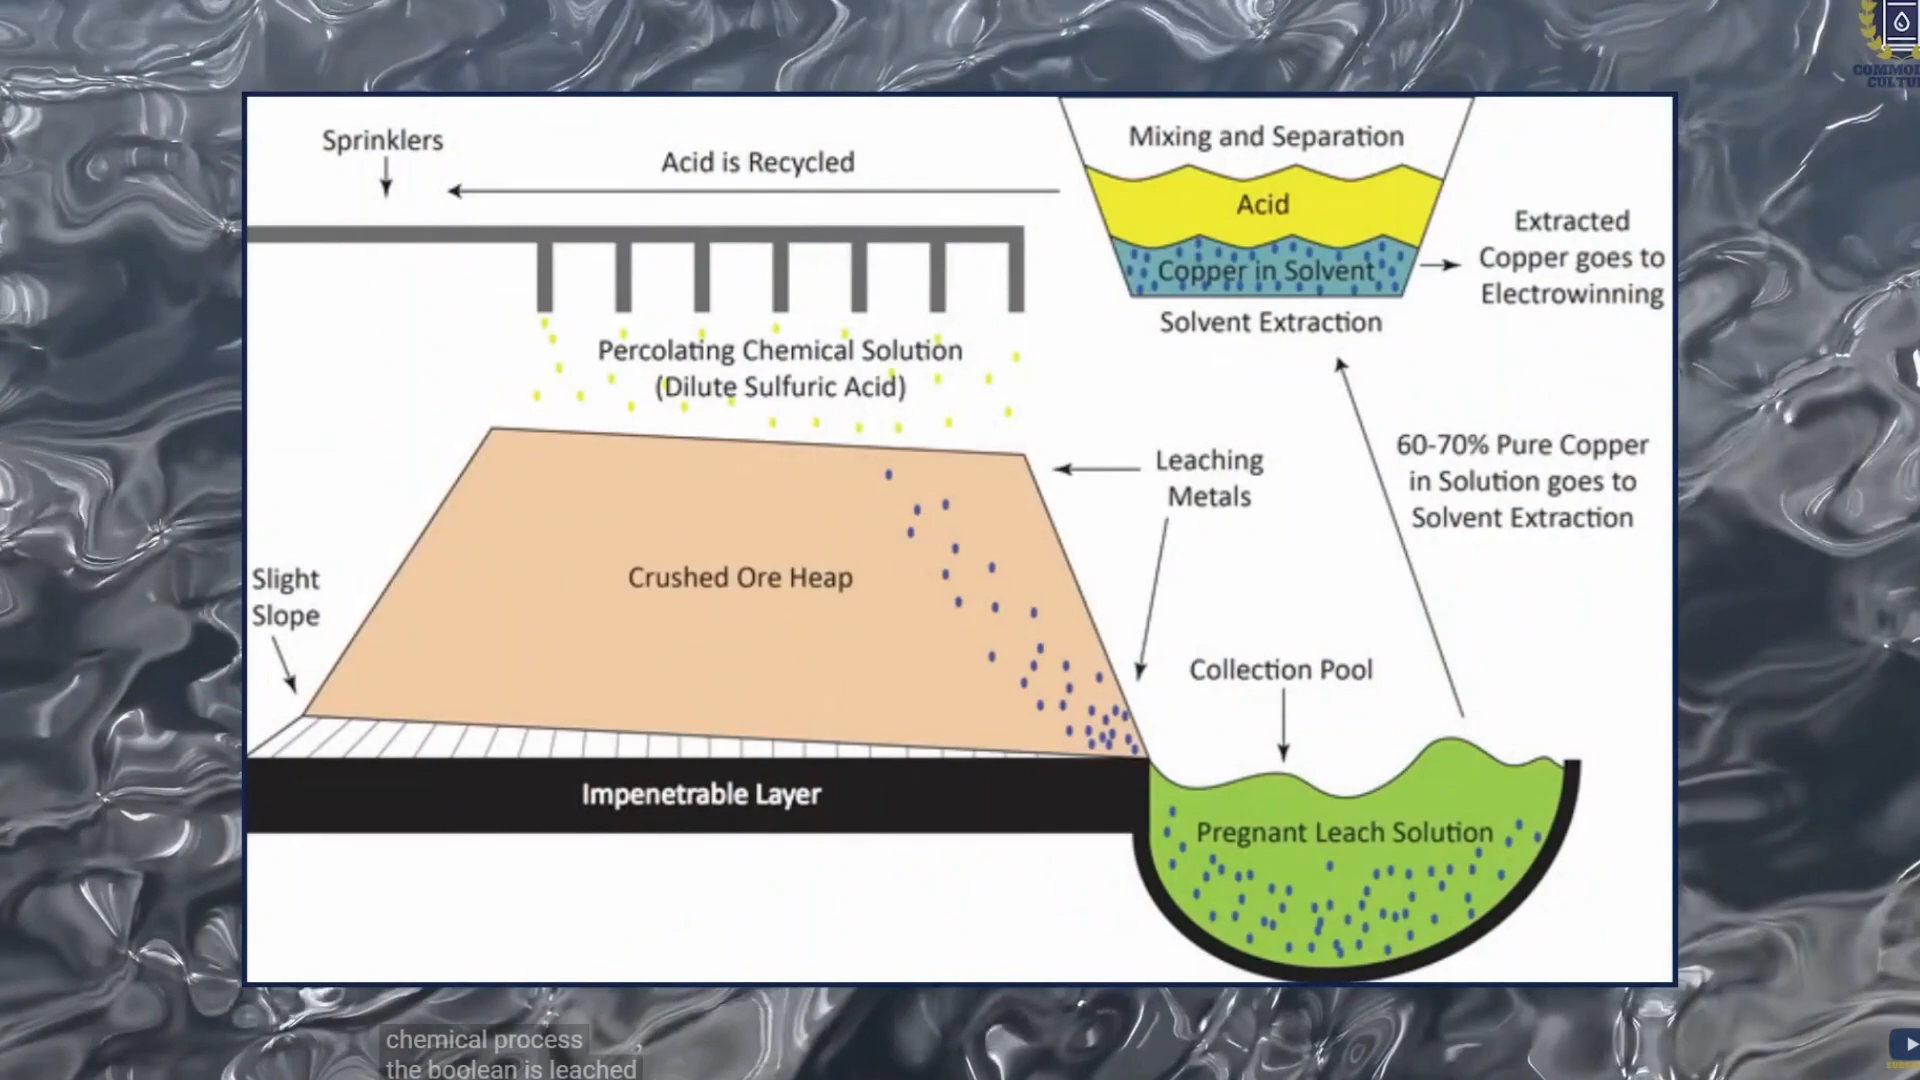 Sprinklers
Acid is Recycled
Mixing and Separation
Acid
Copper in Solvent
Solvent Extraction
Extracted
Copper goes to
Electrowinning
Percolating Chemical Solution
(Dilute Sulfuric Acid)
Leaching
Metals
60-70% Pure Copper
in Solution goes to
Solvent Extraction
Crushed Ore Heap
Slight
Slope
Collection Pool
Impenetrable Layer
Pregnant Leach Solution
chemical process
the boolean is leached